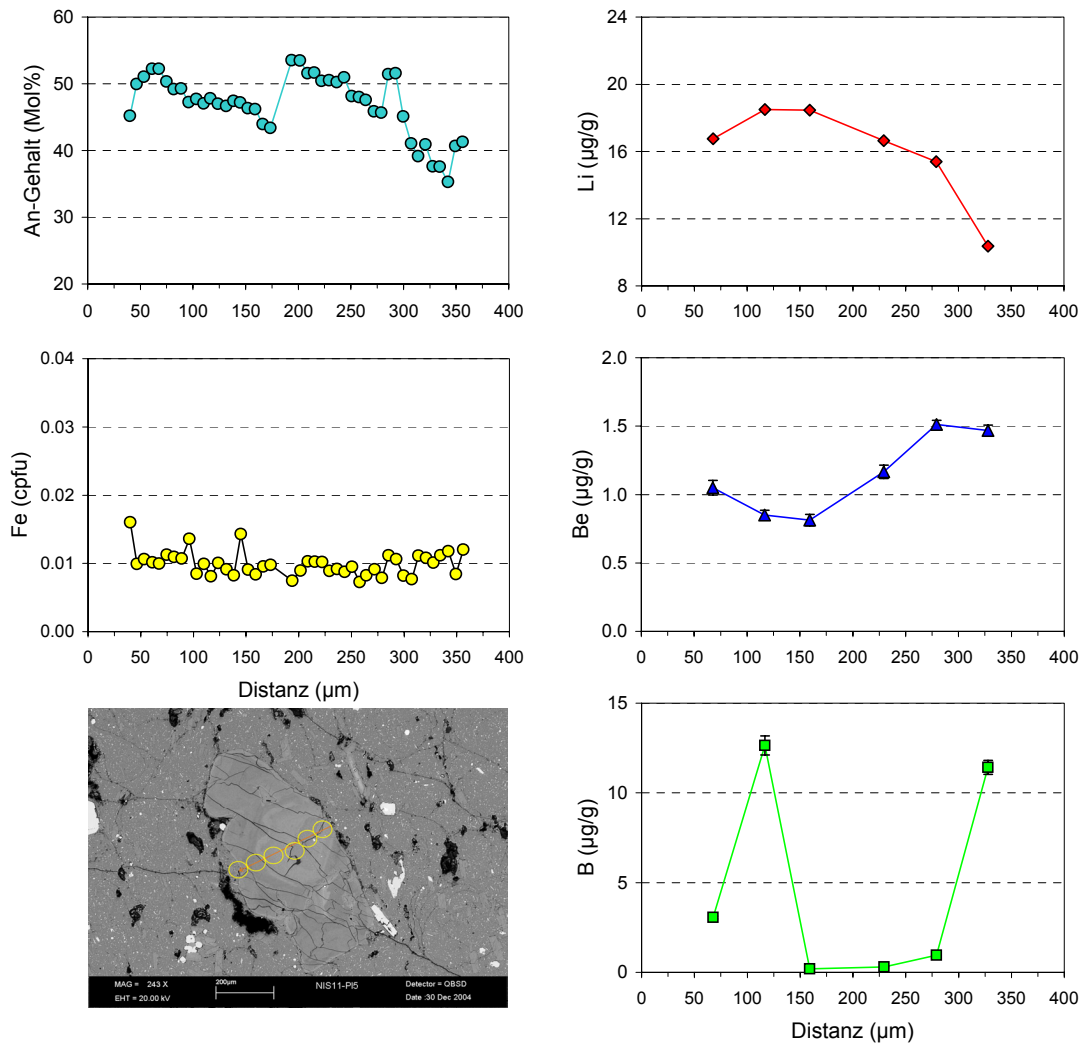 60
50
40
30
20
An-Gehalt (Mol%)
0 50 100 150 200 250 300 350 400
24
20
16
12
8
Li (µg/g)
0 50 100 150 200 250 300 350 400
0.04
0.03
0.02
0.01
0.00
Fe (cpfu)
0 50 100 150 200 250 300 350 400
Distanz (µm)
2.0
1.5
1.0
0.5
0.0
Be (µg/g)
0 50 100 150 200 250 300 350 400
MAG = 243 X
EHT = 20.00 kV
200µm
NIS11-Pl5
Detector = QBSD
Date :30 Dec 2004
15
10
5
0
B (µg/g)
0 50 100 150 200 250 300 350 400
Distanz (µm)